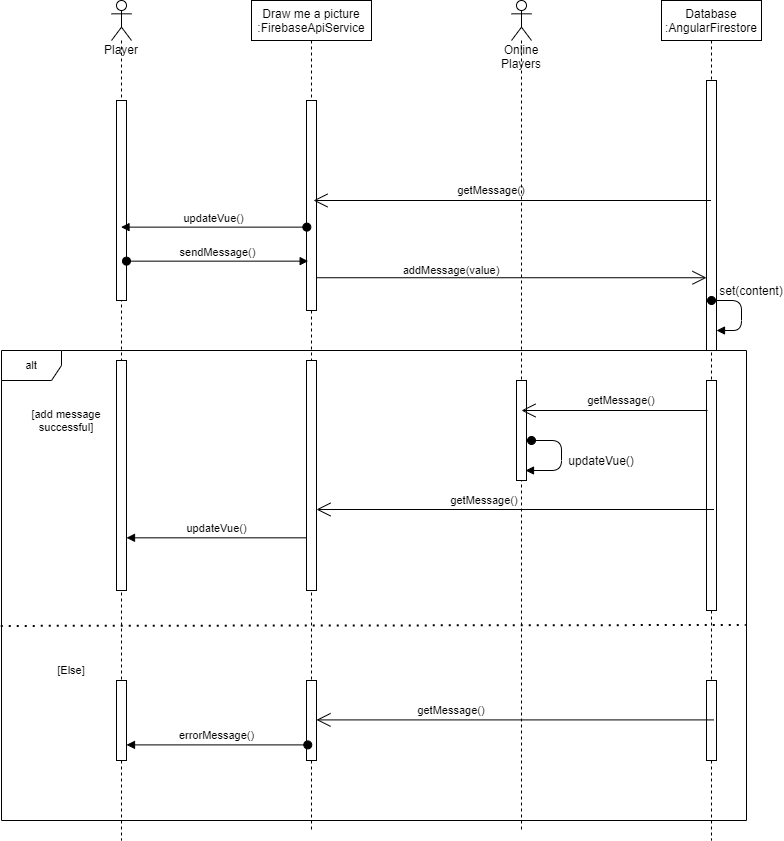 Player
Draw me a picture
:FirebaseApiService
Online
Players
Database
:AngularFirestore
getMessage()
updateVue()
sendMessage()
addMessage(value)
set(content)
alt
[add message
successful]
getMessage()
updateVue()
getMessage()
updateVue()
[Else]
getMessage()
errorMessage()